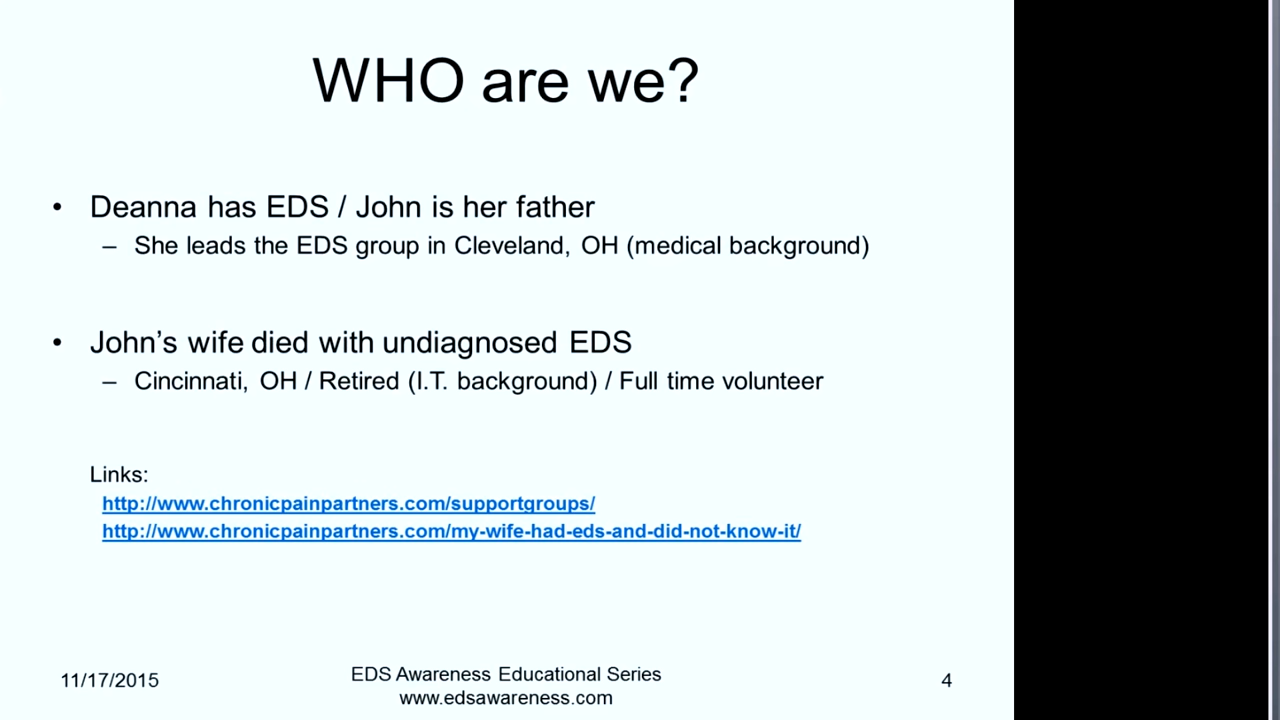 WHO are we?
• Deanna has EDS / John is her father
– She leads the EDS group in Cleveland, OH (medical background)
• John’s wife died with undiagnosed EDS
– Cincinnati, OH / Retired (I.T. background) / Full time volunteer
Links:
http://www.chronicpainpartners.com/supportgroups/
http://www.chronicpainpartners.com/my-wife-had-eds-and-did-not-know-it/
11/17/2015
EDS Awareness Educational Series
www.edsawareness.com
4